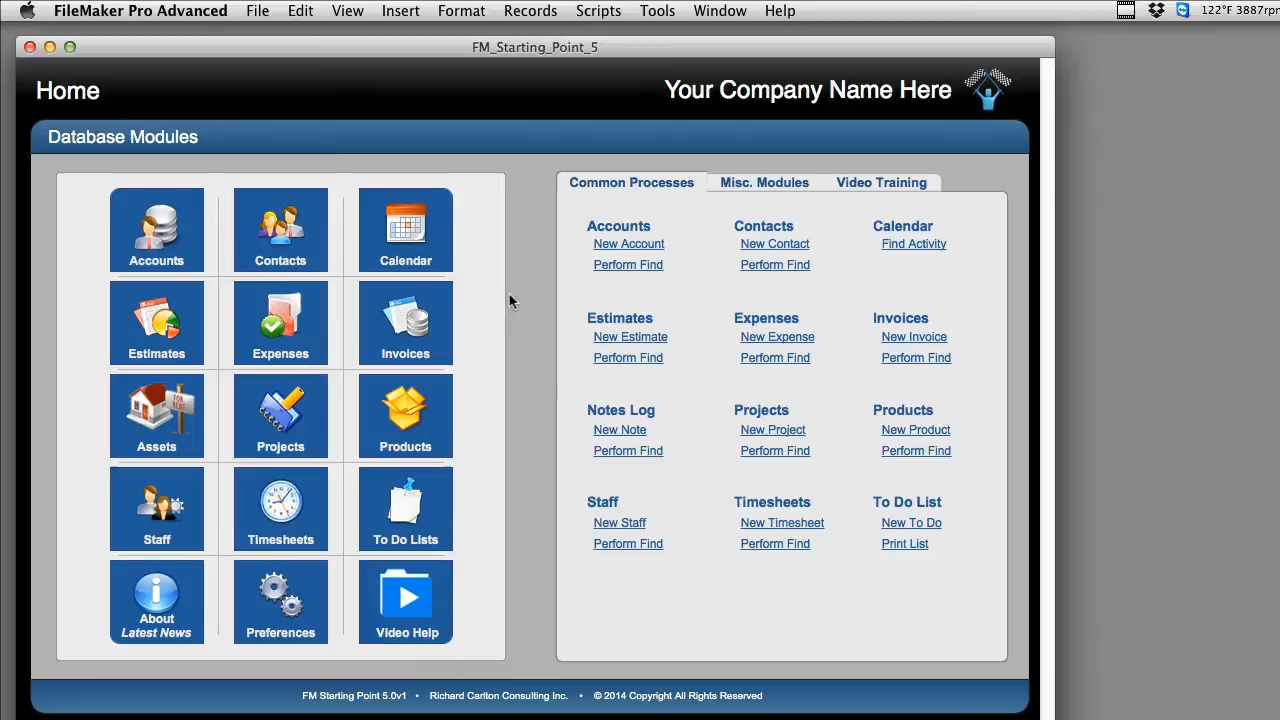 FileMaker Pro Advanced File Edit View Insert Format Records Scripts Tools Window Help 122°F 3887rpm
FM_Starting_Point_5
Home
Your Company Name Here
Database Modules
Accounts Contacts Calendar
Estimates Expenses Invoices
FOR RENT
Assets Projects Products
Staff Timesheets To Do Lists
About
Latest News
Preferences Video Help
Common Processes Misc. Modules Video Training
Accounts Contacts Calendar
New Account New Contact Find Activity
Perform Find Perform Find
Estimates Expenses Invoices
New Estimate New Expense New Invoice
Perform Find Perform Find Perform Find
Notes Log Projects Products
New Note New Project New Product
Perform Find Perform Find Perform Find
Staff Timesheets To Do List
New Staff New Timesheet New To Do
Perform Find Perform Find Print List
FM Starting Point 5.0v1 • Richard Carlton Consulting Inc. • © 2014 Copyright All Rights Reserved